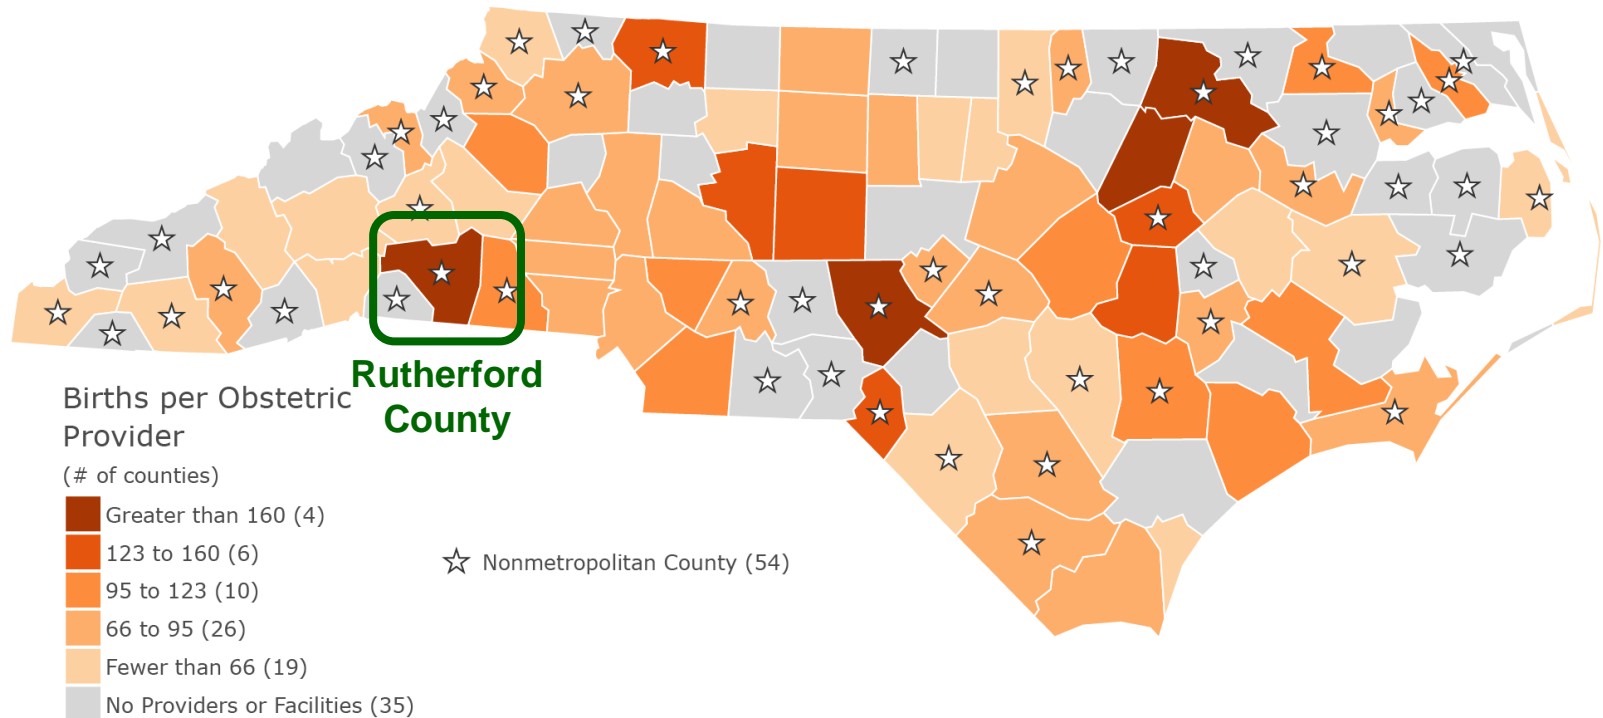 Rutherford
County
Births per Obstetric
Provider
(# of counties)
Greater than 160 (4)
123 to 160 (6)
95 to 123 (10)
66 to 95 (26)
Fewer than 66 (19)
No Providers or Facilities (35)
Nonmetropolitan County (54)